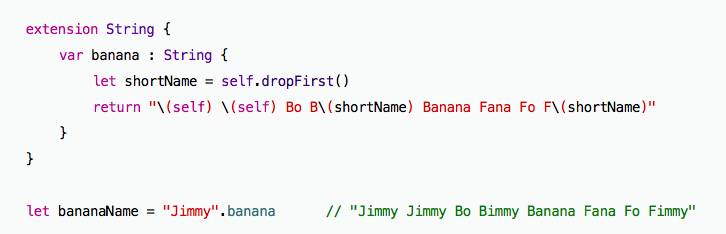 extension String {
    var banana : String {
        let shortName = self.dropFirst()
        return "\(self) \(self) Bo B\(shortName) Banana Fana Fo F\(shortName)"
    }
}

let bananaName = "Jimmy".banana      // "Jimmy Jimmy Bo Bimmy Banana Fana Fo Fimmy"